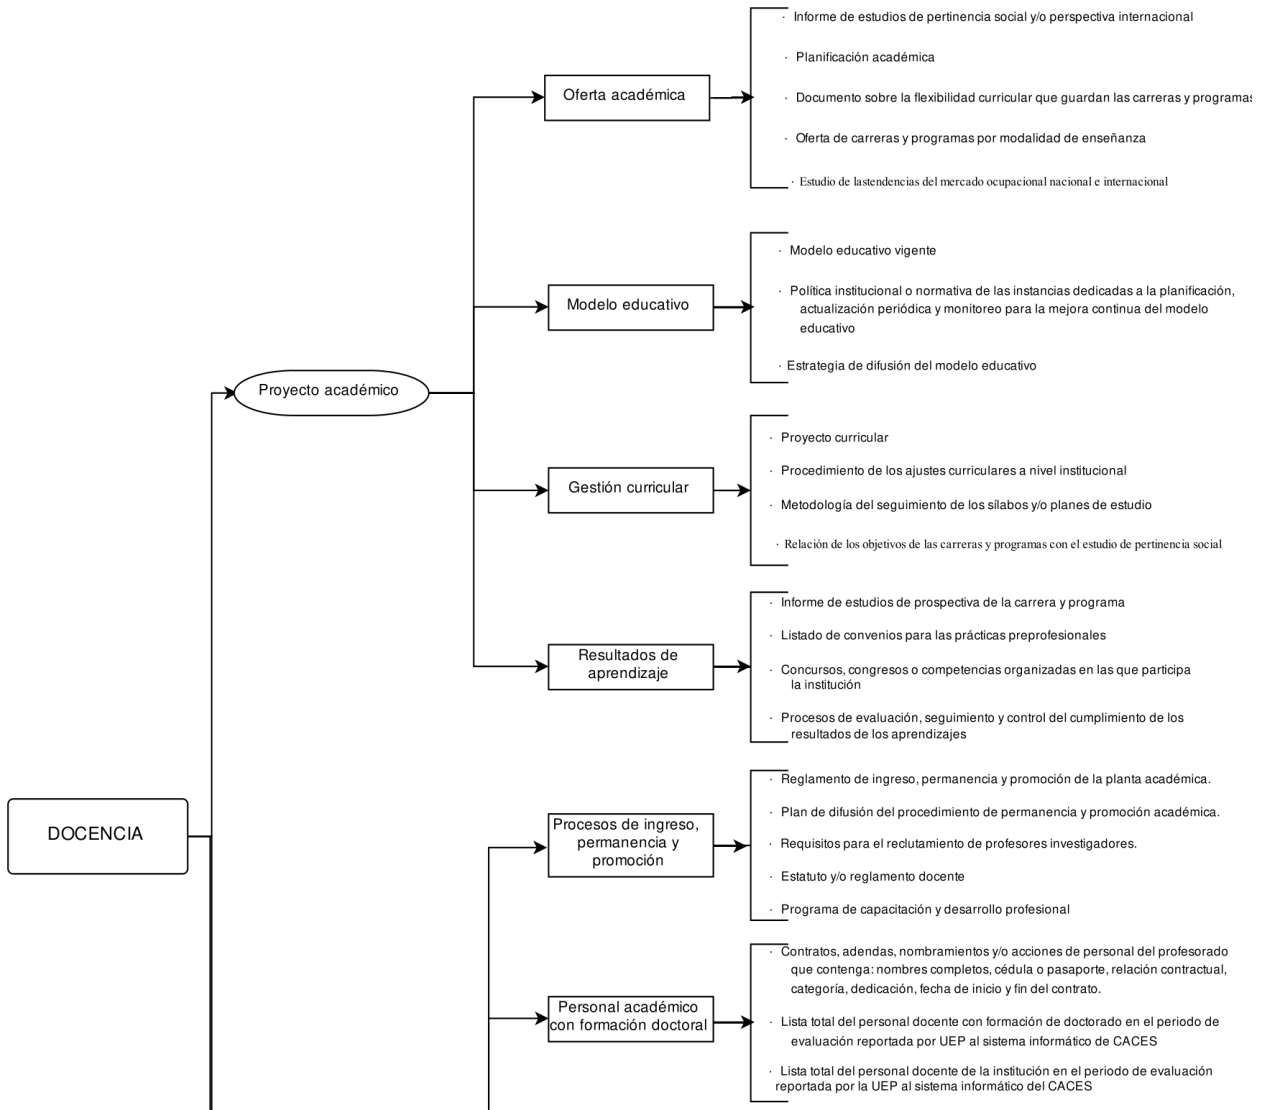 · Informe de estudios de pertinencia social y/o perspectiva internacional
· Planificación académica
Oferta académica
· Documento sobre la flexibilidad curricular que guardan las carreras y programas
· Oferta de carreras y programas por modalidad de enseñanza
· Estudio de lastendencias del mercado ocupacional nacional e internacional
· Modelo educativo vigente
Modelo educativo
· Política institucional o normativa de las instancias dedicadas a la planificación,
actualización periódica y monitoreo para la mejora continua del modelo
educativo
· Estrategia de difusión del modelo educativo
Proyecto académico
· Proyecto curricular
· Procedimiento de los ajustes curriculares a nivel institucional
Gestión curricular
· Metodología del seguimiento de los sílabos y/o planes de estudio
· Relación de los objetivos de las carreras y programas con el estudio de pertinencia social
· Informe de estudios de prospectiva de la carrera y programa
· Listado de convenios para las prácticas preprofesionales
Resultados de
aprendizaje
· Concursos, congresos o competencias organizadas en las que participa
la institución
· Procesos de evaluación, seguimiento y control del cumplimiento de los
resultados de los aprendizajes
DOCENCIA
· Reglamento de ingreso, permanencia y promoción de la planta académica.
· Plan de difusión del procedimiento de permanencia y promoción académica.
Procesos de ingreso,
permanencia y
promoción
· Requisitos para el reclutamiento de profesores investigadores.
· Estatuto y/o reglamento docente
· Programa de capacitación y desarrollo profesional
· Contratos, adendas, nombramientos y/o acciones de personal del profesorado
que contenga: nombres completos, cédula o pasaporte, relación contractual,
categoría, dedicación, fecha de inicio y fin del contrato.
Personal académico
con formación doctoral
· Lista total del personal docente con formación de doctorado en el periodo de
evaluación reportada por UEP al sistema informático de CACES
· Lista total del personal docente de la institución en el periodo de evaluación
reportada por la UEP al sistema informático del CACES